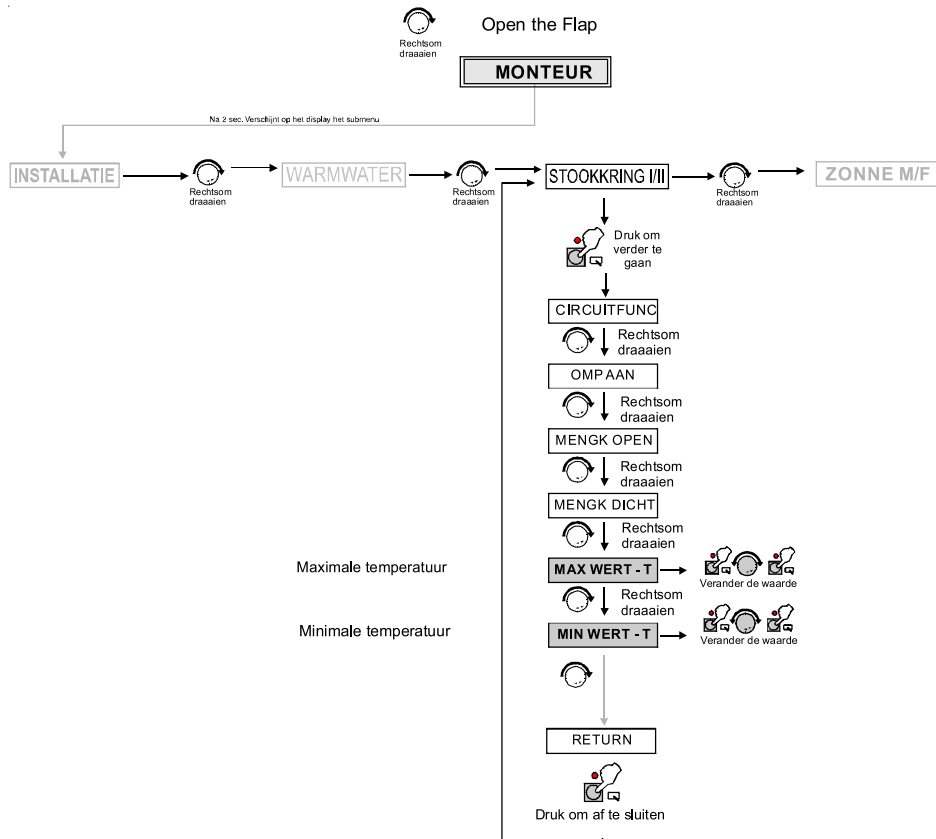 Open the Flap
Rechtsom
draaaien
MONTEUR
Na 2 sec. Verschijnt op het display het submenu
INSTALLATIE
Rechtsom
draaaien
WARMWATER
Rechtsom
draaaien
STOOKKRING I/II
Rechtsom
draaaien
ZONNE M/F
Druk om
verder te
gaan
CIRCUITFUNC
Rechtsom
draaaien
OMP AAN
Rechtsom
draaaien
MENGK OPEN
Rechtsom
draaaien
MENGK DICHT
Rechtsom
draaaien
Maximale temperatuur
MAX WERT - T
Verander de waarde
Rechtsom
draaaien
Minimale temperatuur
MIN WERT - T
Verander de waarde
RETURN
Druk om af te sluiten